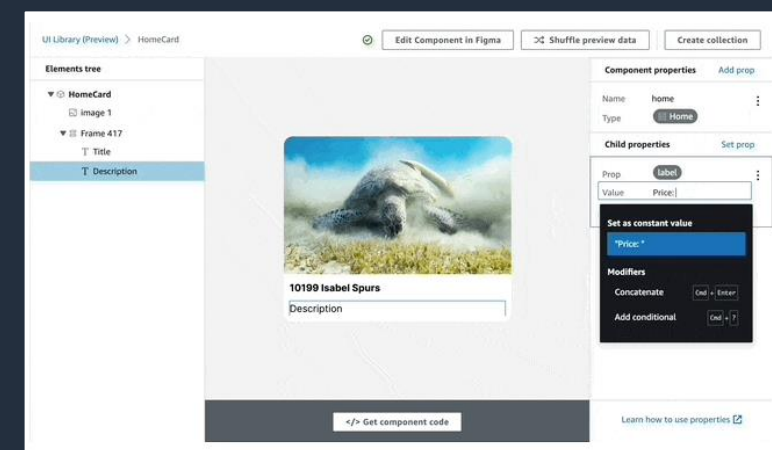 UI Library (Preview) > HomeCard
Edit Component in Figma
Shuffle preview data
Create collection
Elements tree
HomeCard
image 1
Frame 417
Title
Description
10199 Isabel Spurs
Description
</> Get component code
Component properties Add prop
Name home
Type Home
Child properties Set prop
Prop label
Value Price:
Set as constant value
"Price: "
Modifiers
Concatenate Cmd + Enter
Add conditional Cmd + ?
Learn how to use properties